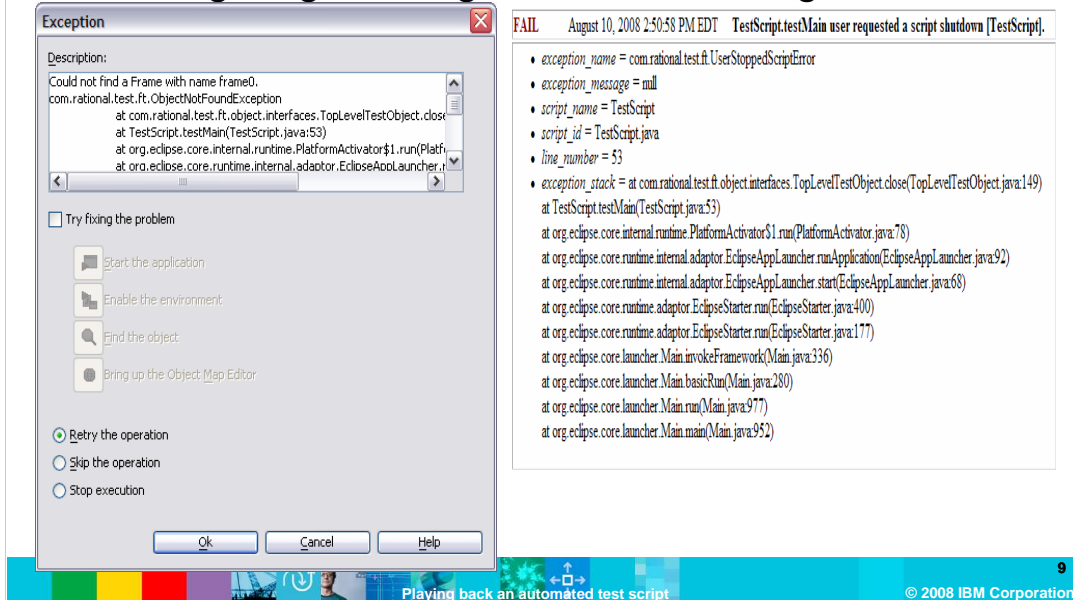 Exception
Description:
Could not find a Frame with name frame0.
com.rational.test.ft.ObjectNotFoundException
at com.rational.test.ft.object.interfaces.TopLevelTestObject.close
at TestScript.testMain(TestScript.java:53)
at org.eclipse.core.internal.runtime.PlatformActivator$1.run(Platf
at org.eclipse.core.runtime.internal.adaptor.EclipseAppLauncher.r
Try fixing the problem
Start the application
Enable the environment
Find the object
Bring up the Object Map Editor
Retry the operation
Skip the operation
Stop execution
Ok Cancel Help
FAIL August 10, 2008 2:50:58 PM EDT TestScript.testMain user requested a script shutdown [TestScript].
• exception_name = com.rational.test.ft.UserStoppedScriptError
• exception_message = null
• script_name = TestScript
• script_id = TestScript.java
• line_number = 53
• exception_stack = at com.rational.test.ft.object.interfaces.TopLevelTestObject.close(TopLevelTestObject.java:149)
at TestScript.testMain(TestScript.java:53)
at org.eclipse.core.internal.runtime.PlatformActivator$1.run(PlatformActivator.java:78)
at org.eclipse.core.runtime.internal.adaptor.EclipseAppLauncher.runApplication(EclipseAppLauncher.java:92)
at org.eclipse.core.runtime.internal.adaptor.EclipseAppLauncher.start(EclipseAppLauncher.java:68)
at org.eclipse.core.runtime.adaptor.EclipseStarter.run(EclipseStarter.java:400)
at org.eclipse.core.runtime.adaptor.EclipseStarter.run(EclipseStarter.java:177)
at org.eclipse.core.launcher.Main.invokeFramework(Main.java:336)
at org.eclipse.core.launcher.Main.basicRun(Main.java:280)
at org.eclipse.core.launcher.Main.run(Main.java:977)
at org.eclipse.core.launcher.Main.main(Main.java:952)
9
Playing back an automated test script
© 2008 IBM Corporation